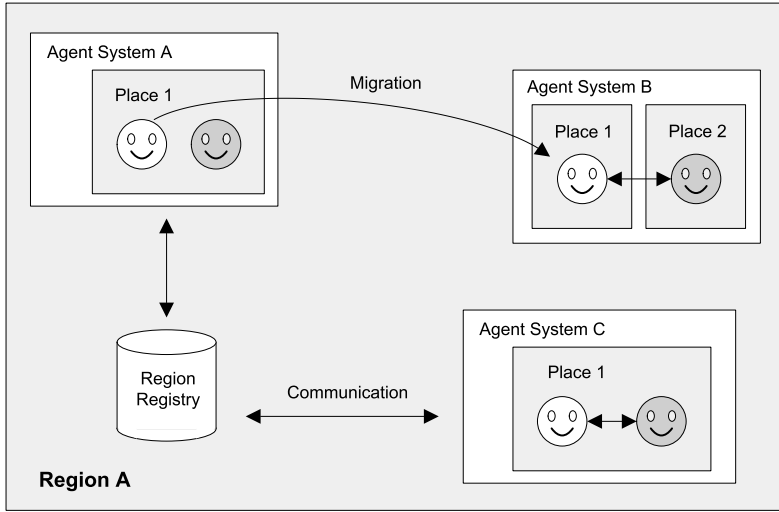 Agent System A
Place 1
Migration
Agent System B
Place 1
Place 2
Region
Registry
Communication
Agent System C
Place 1
Region A